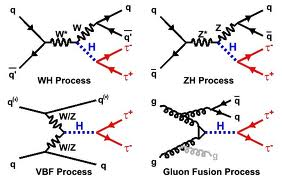 q W* W q
q̄' H q̄'
τ+
τ-
WH Process
q Z* Z q
q̄ H q̄
τ+
τ-
ZH Process
q(•) W/Z q(•)
H τ+
W/Z τ-
q q
VBF Process
g q̄
q
H τ+
g g τ-
Gluon Fusion Process